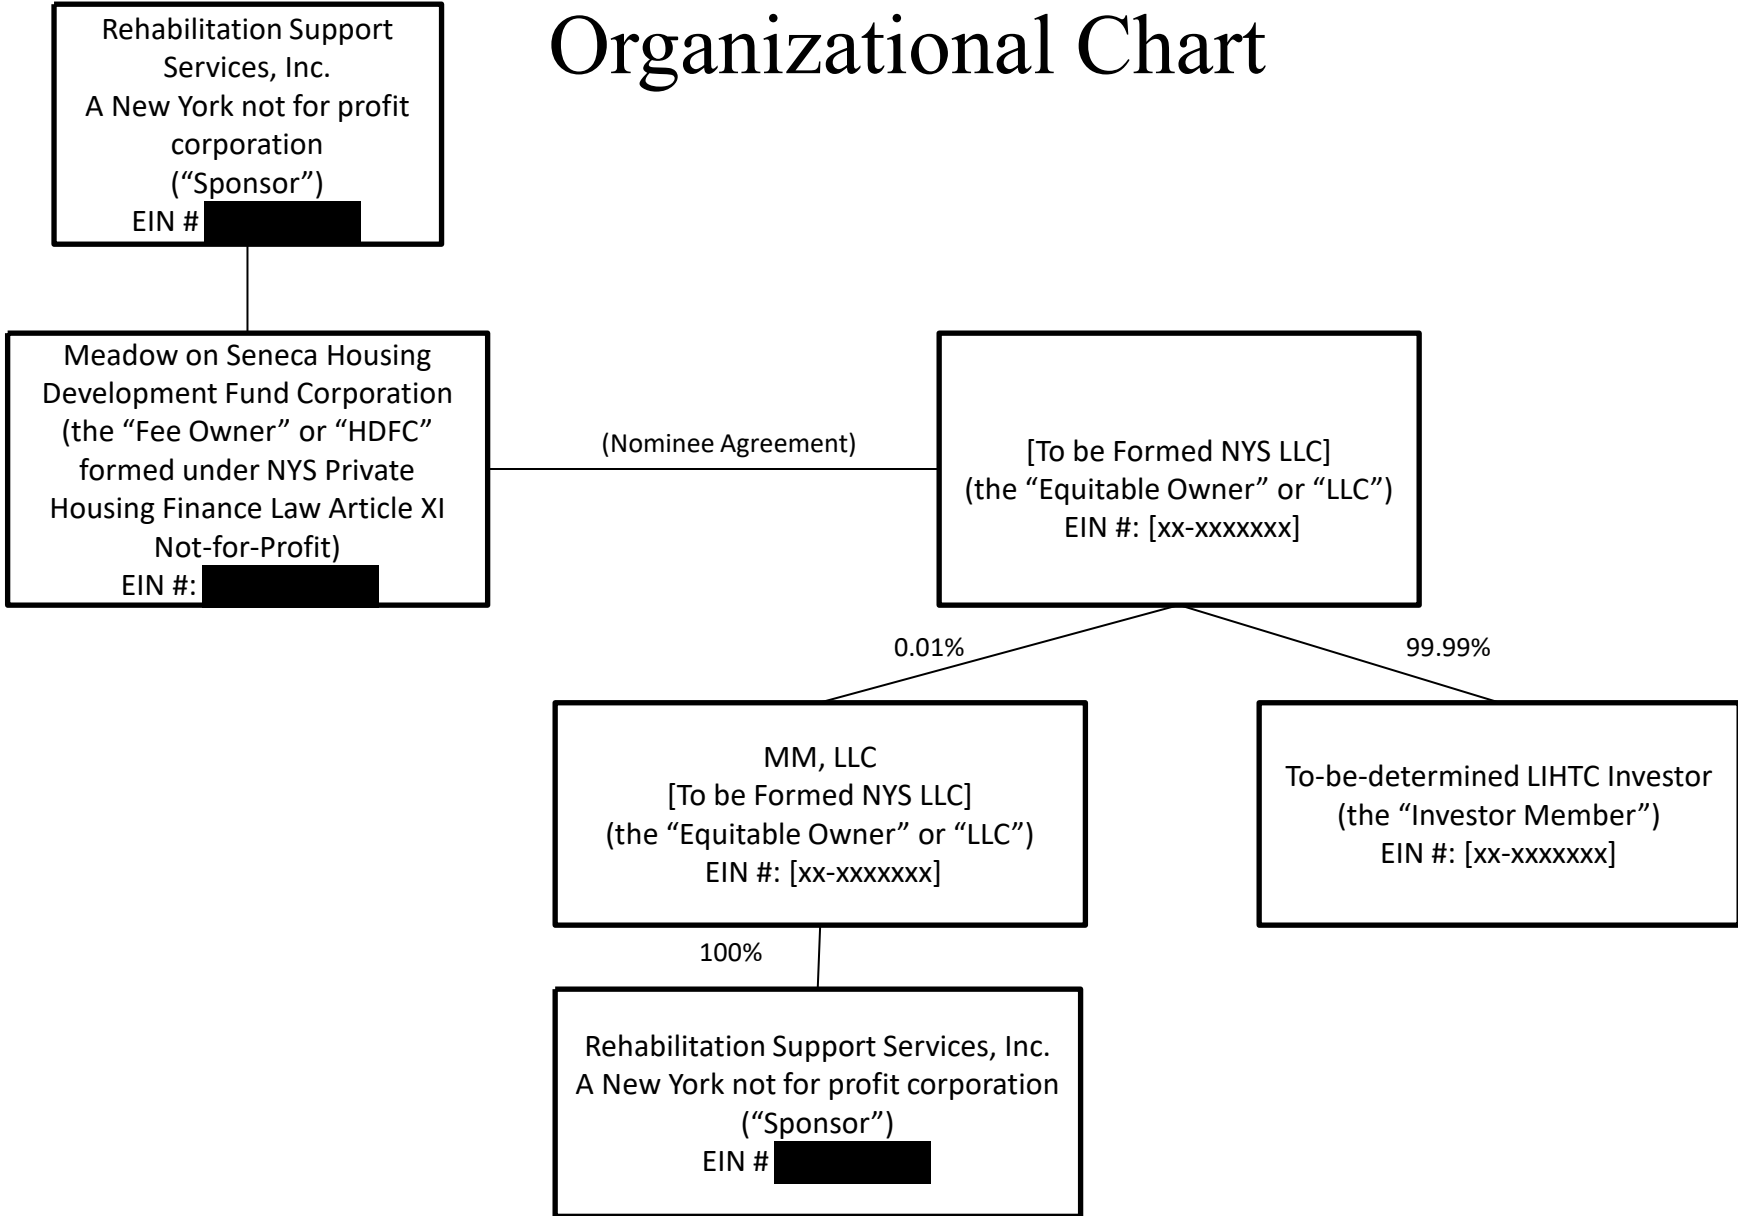 Organizational Chart
Rehabilitation Support
Services, Inc.
A New York not for profit
corporation
(“Sponsor”)
EIN #
Meadow on Seneca Housing
Development Fund Corporation
(the “Fee Owner” or “HDFC”
formed under NYS Private
Housing Finance Law Article XI
Not-for-Profit)
EIN #:
(Nominee Agreement)
[To be Formed NYS LLC]
(the “Equitable Owner” or “LLC”)
EIN #: [xx-xxxxxxx]
0.01%
99.99%
MM, LLC
[To be Formed NYS LLC]
(the “Equitable Owner” or “LLC”)
EIN #: [xx-xxxxxxx]
To-be-determined LIHTC Investor
(the “Investor Member”)
EIN #: [xx-xxxxxxx]
100%
Rehabilitation Support Services, Inc.
A New York not for profit corporation
(“Sponsor”)
EIN #